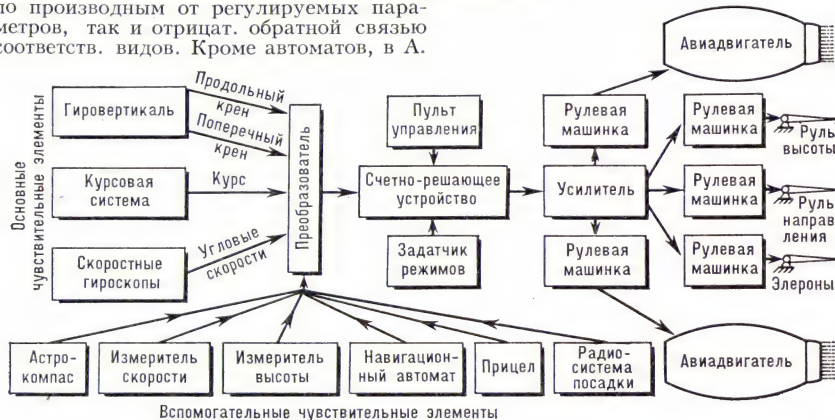 по производным от регулируемых пара-
метров, так и отрицат. обратной связью
соответств. видов. Кроме автоматов, в А.
Авиадвигатель
Основные
чувствительные элементы
Гировертикаль
Продольный
крен
Поперечный
крен
Курсовая
система
Курс
Скоростные
гироскопы
Угловые
скорости
Преобразователь
Пульт
управления
Счетно-решающее
устройство
Задатчик
режимов
Рулевая
машинка
Усилитель
Рулевая
машинка
Рулевая
машинка
Руль
высоты
Рулевая
машинка
Руль
направ
ления
Рулевая
машинка
Элероны
Астро-
компас
Измеритель
скорости
Измеритель
высоты
Навигацион-
ный автомат
Прицел
Радио-
система
посадки
Авиадвигатель
Вспомогательные чувствительные элементы